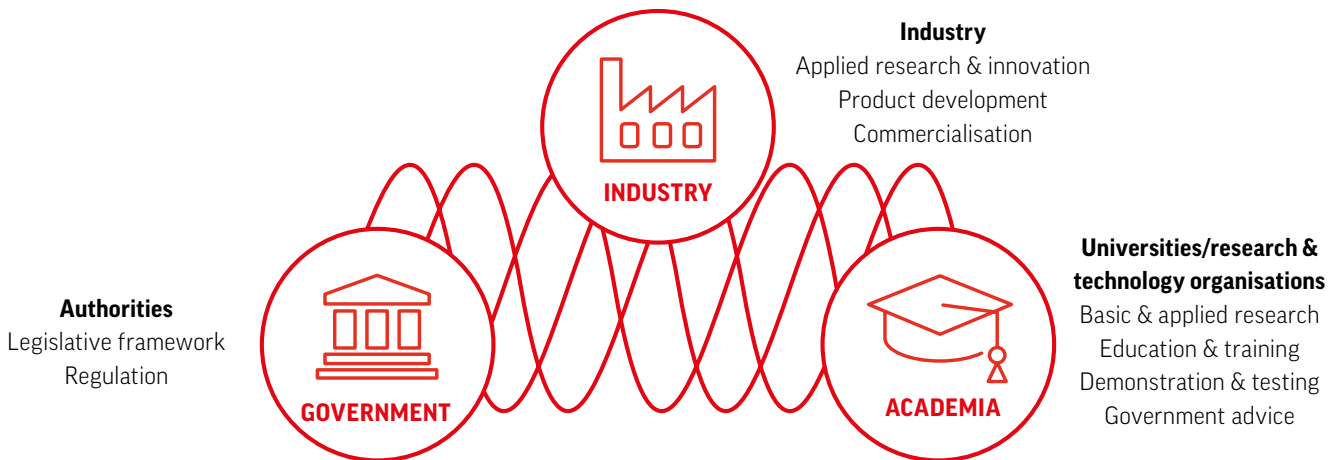 Industry
Applied research & innovation
Product development
Commercialisation
INDUSTRY
Authorities
Legislative framework
Regulation
GOVERNMENT
ACADEMIA
Universities/research &
technology organisations
Basic & applied research
Education & training
Demonstration & testing
Government advice